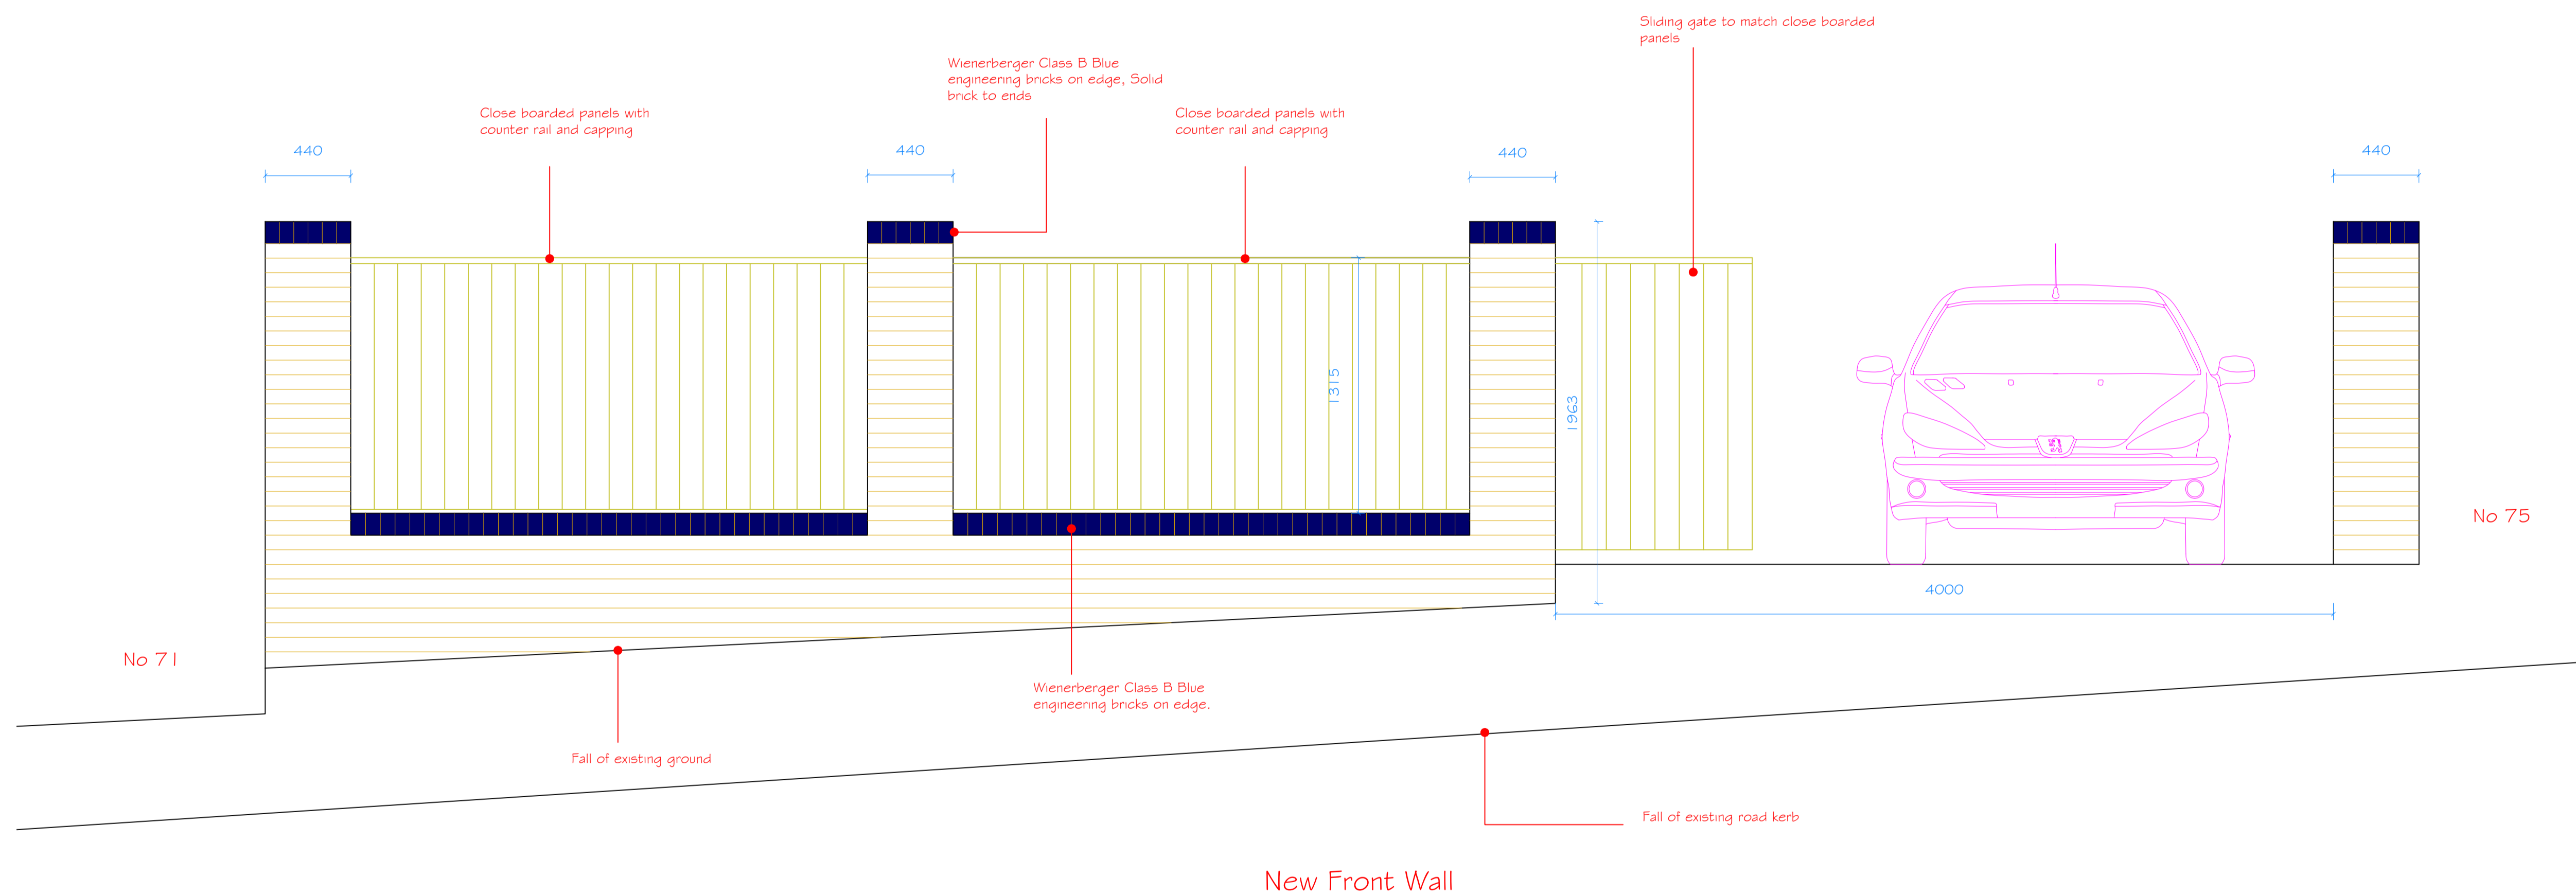 Sliding gate to match close boarded
panels
Wienerberger Class B Blue
engineering bricks on edge, Solid
brick to ends
Close boarded panels with
counter rail and capping
Close boarded panels with
counter rail and capping
440
440
440
440
1315
1963
No 75
4000
No 71
Wienerberger Class B Blue
engineering bricks on edge.
Fall of existing ground
Fall of existing road kerb
New Front Wall